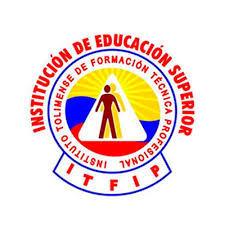 INSTITUCIÓN DE EDUCACIÓN SUPERIOR
INSTITUTO TOLIMENSE DE FORMACIÓN TÉCNICA PROFESIONAL
ITFIP